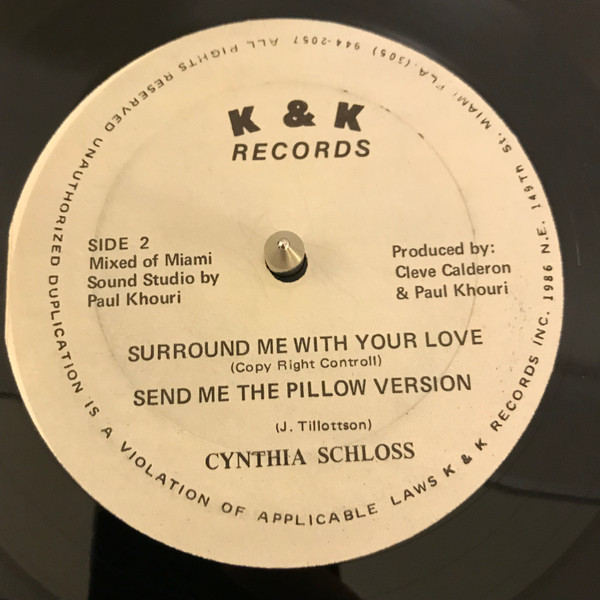 K & K
RECORDS
SIDE 2
Mixed of Miami
Sound Studio by
Paul Khouri
Produced by:
Cleve Calderon
& Paul Khouri
SURROUND ME WITH YOUR LOVE
(Copy Right Controll)
SEND ME THE PILLOW VERSION
(J. Tillottson)
CYNTHIA SCHLOSS
ALL RIGHTS RESERVED UNAUTHORIZED DUPLICATION IS A VIOLATION OF APPLICABLE LAWS K & K RECORDS INC. 1986 N.E. 149TH St. MIAMI FLA. (305) 944-2057